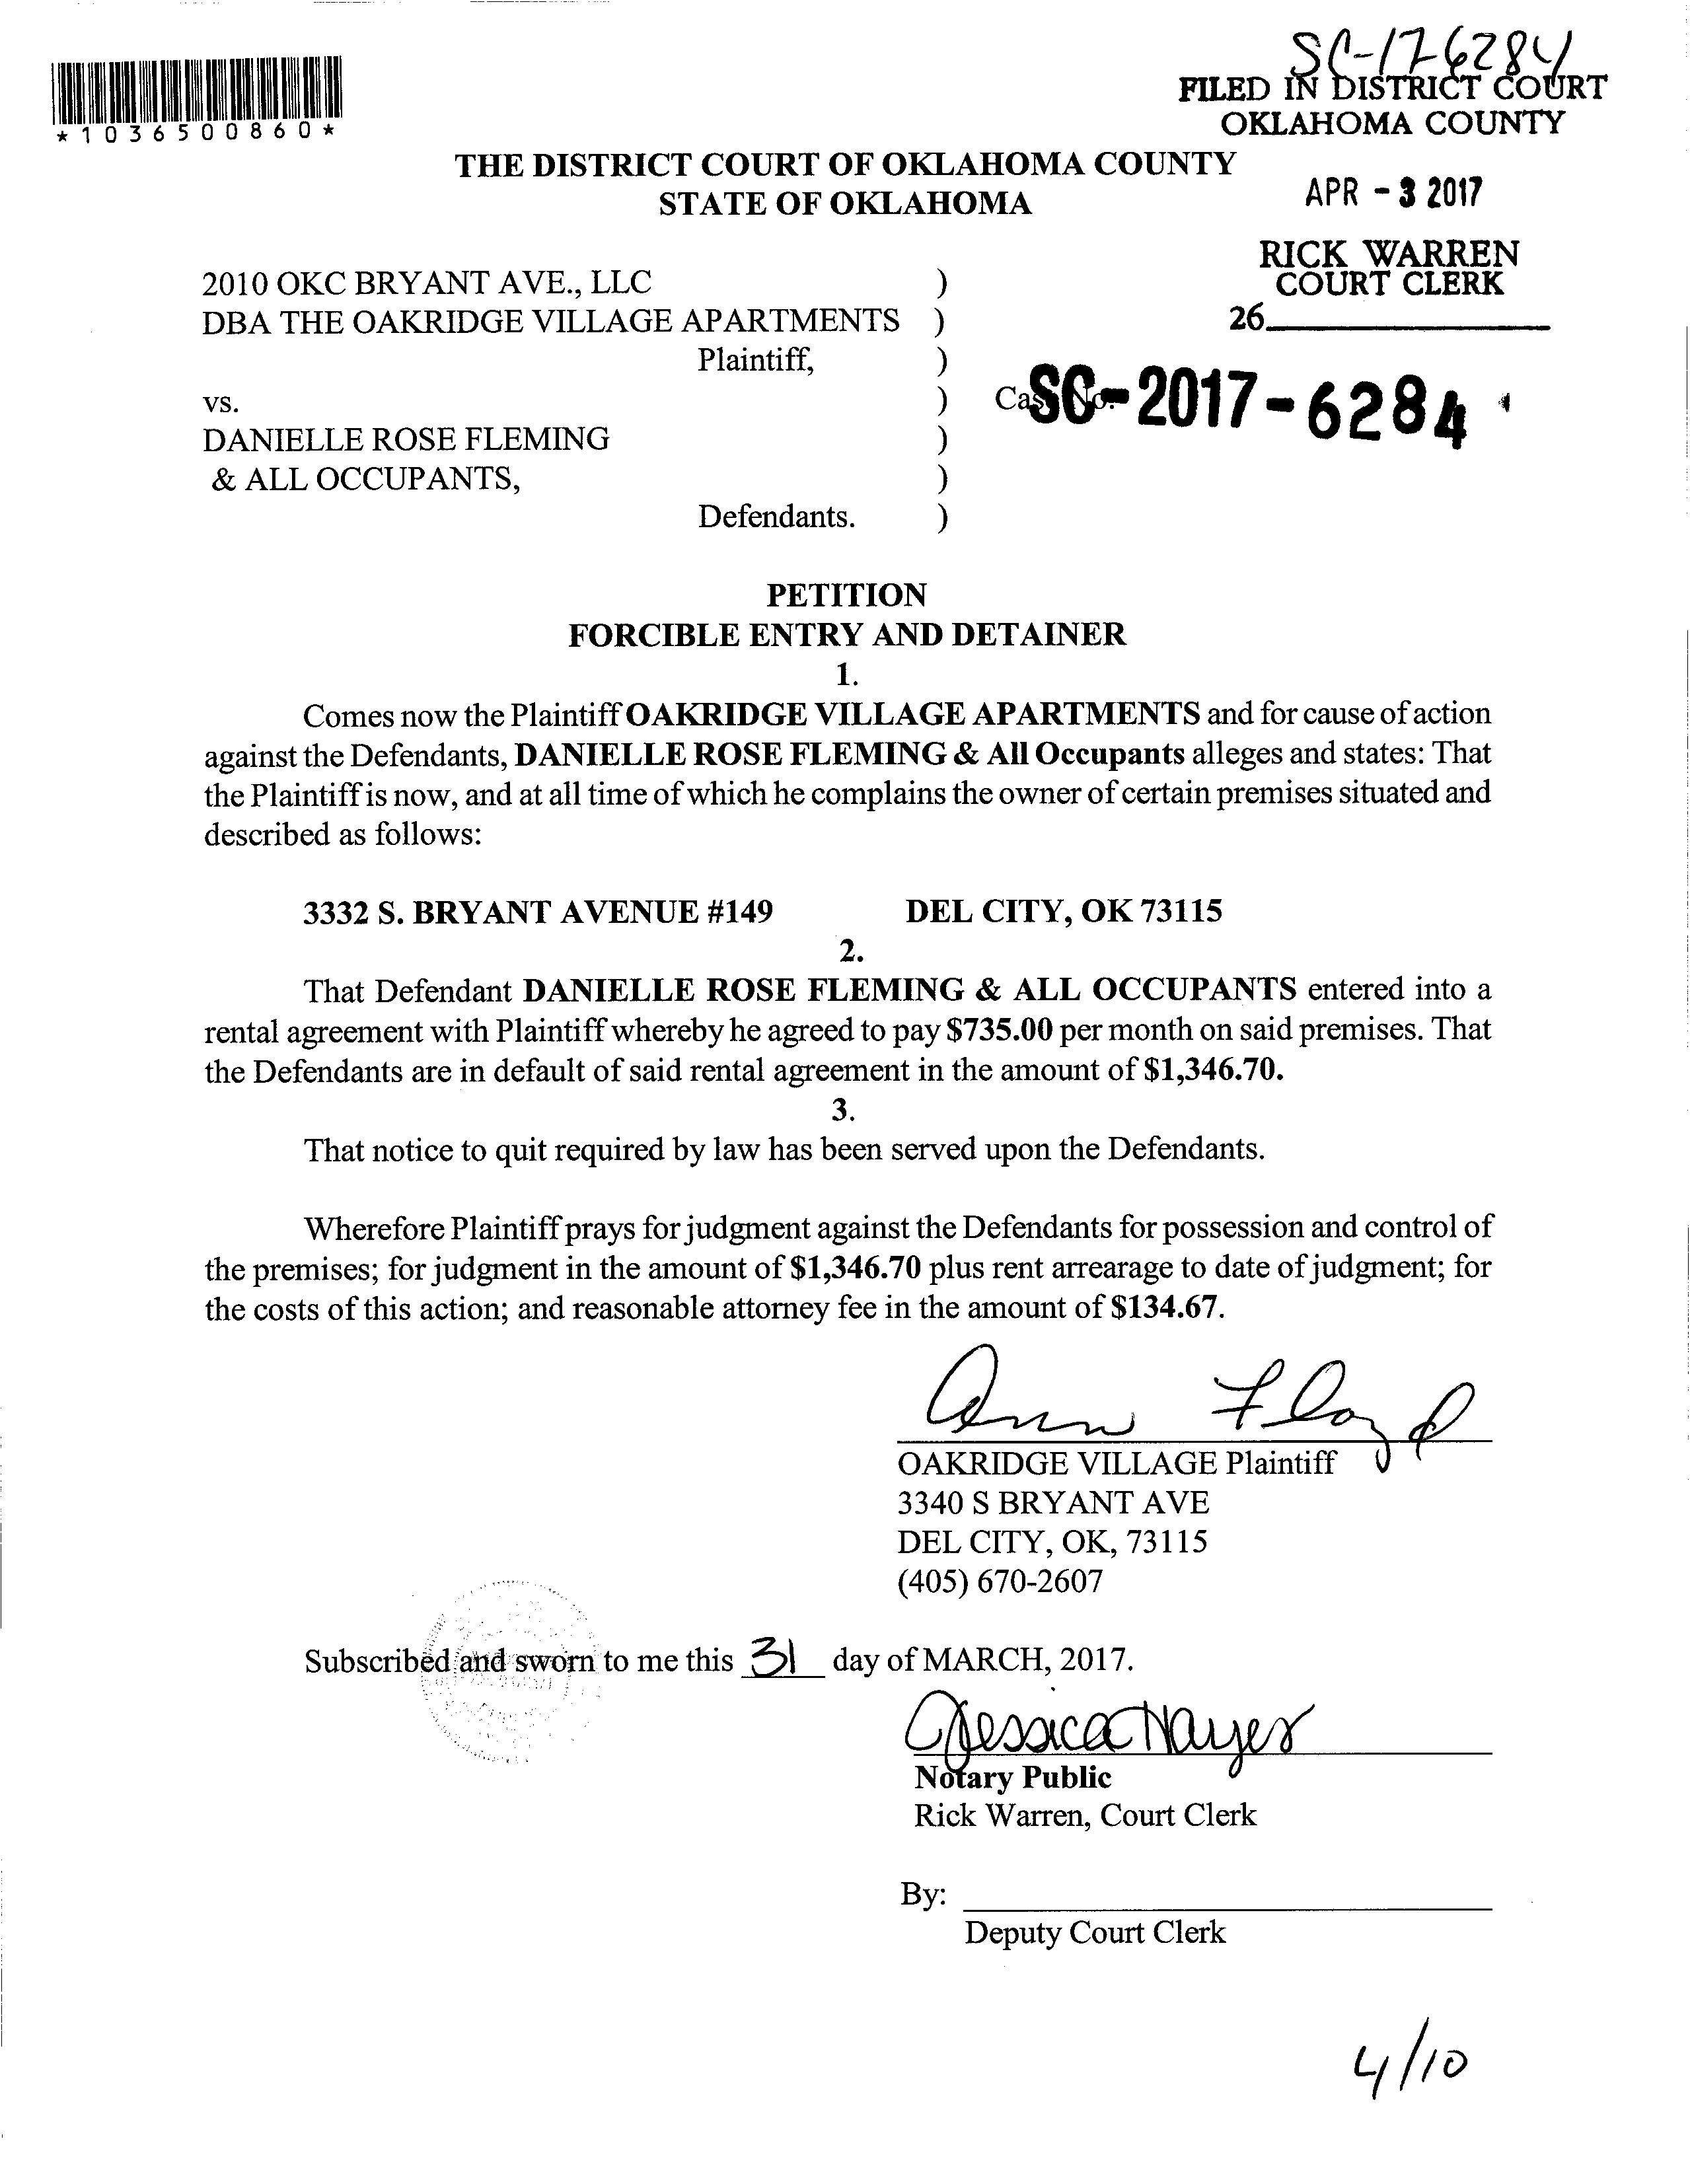 SC-17-6284
*1036500860*
FILED IN DISTRICT COURT
OKLAHOMA COUNTY
THE DISTRICT COURT OF OKLAHOMA COUNTY
STATE OF OKLAHOMA
APR - 3 2017
RICK WARREN
COURT CLERK
26
2010 OKC BRYANT AVE., LLC )
DBA THE OAKRIDGE VILLAGE APARTMENTS )
Plaintiff, )
vs. ) Case No. SC-2017-6284
DANIELLE ROSE FLEMING )
& ALL OCCUPANTS, )
Defendants. )
PETITION
FORCIBLE ENTRY AND DETAINER
1.
Comes now the Plaintiff OAKRIDGE VILLAGE APARTMENTS and for cause of action
against the Defendants, DANIELLE ROSE FLEMING & All Occupants alleges and states: That
the Plaintiff is now, and at all time of which he complains the owner of certain premises situated and
described as follows:
3332 S. BRYANT AVENUE #149 DEL CITY, OK 73115
2.
That Defendant DANIELLE ROSE FLEMING & ALL OCCUPANTS entered into a
rental agreement with Plaintiff whereby he agreed to pay $735.00 per month on said premises. That
the Defendants are in default of said rental agreement in the amount of $1,346.70.
3.
That notice to quit required by law has been served upon the Defendants.
Wherefore Plaintiff prays for judgment against the Defendants for possession and control of
the premises; for judgment in the amount of $1,346.70 plus rent arrearage to date of judgment; for
the costs of this action; and reasonable attorney fee in the amount of $134.67.
Ann Floyd
OAKRIDGE VILLAGE Plaintiff
3340 S BRYANT AVE
DEL CITY, OK, 73115
(405) 670-2607
Subscribed and sworn to me this 31 day of MARCH, 2017.
Jessica Hayes
Notary Public
Rick Warren, Court Clerk
By:
Deputy Court Clerk
4/10